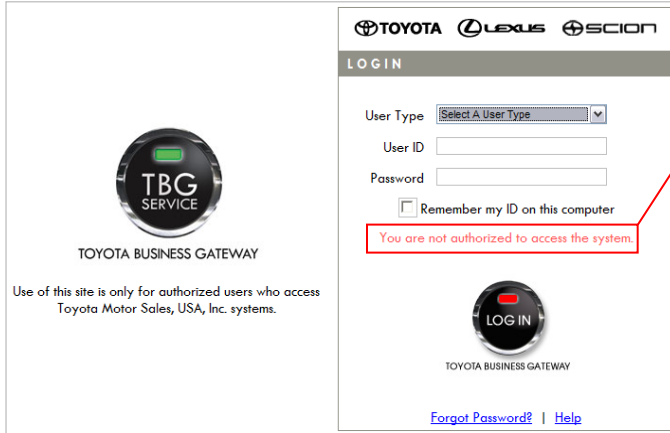 TBG
SERVICE
TOYOTA BUSINESS GATEWAY
Use of this site is only for authorized users who access
Toyota Motor Sales, USA, Inc. systems.
TOYOTA LEXUS SCION
LOGIN
User Type Select A User Type
User ID
Password
Remember my ID on this computer
You are not authorized to access the system.
LOG IN
TOYOTA BUSINESS GATEWAY
Forgot Password? | Help